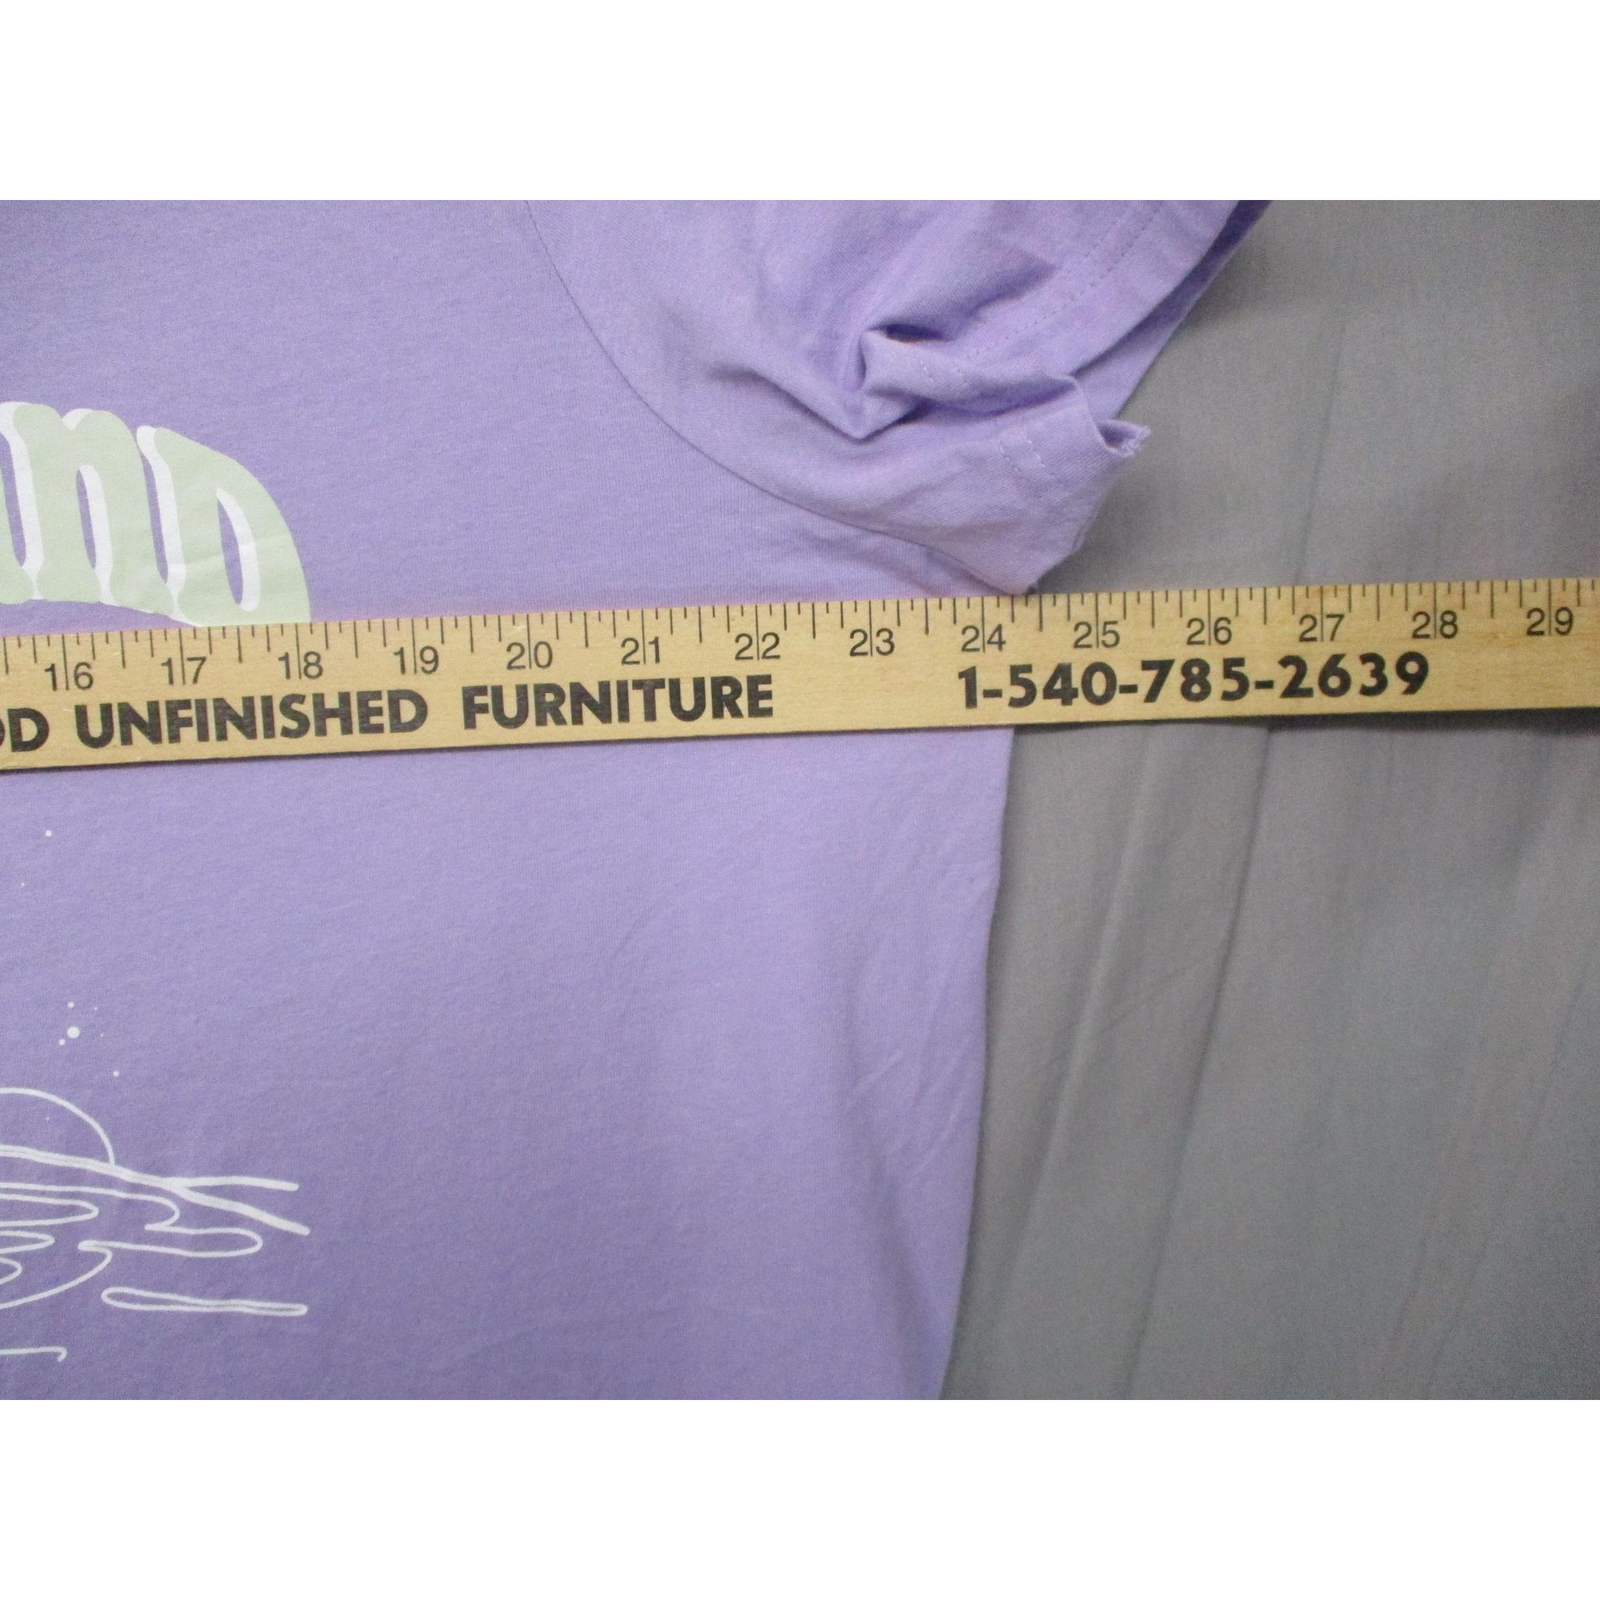 ND
16 17 18 19 20 21 22 23 24 25 26 27 28 29
UNFINISHED FURNITURE 1-540-785-2639